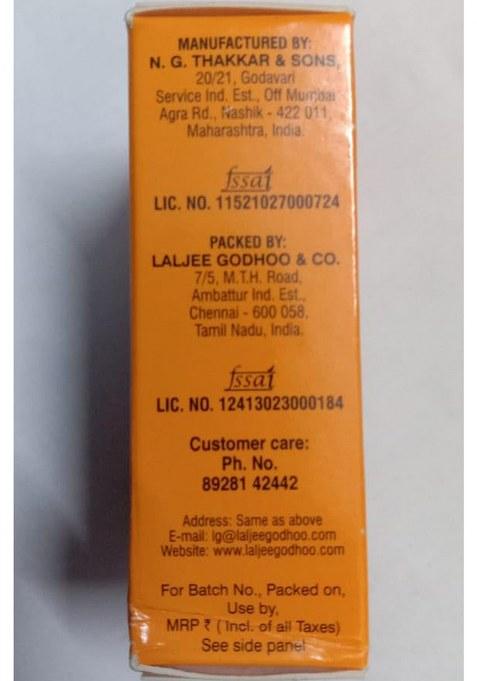 MANUFACTURED BY:
N. G. THAKKAR & SONS,
20/21, Godavari
Service Ind. Est., Off Mumbai
Agra Rd., Nashik - 422 011,
Maharashtra, India.
fssai
LIC. NO. 11521027000724
PACKED BY:
LALJEE GODHOO & CO.
7/5, M.T.H. Road,
Ambattur Ind. Est.,
Chennai - 600 058,
Tamil Nadu, India.
fssai
LIC. NO. 12413023000184
Customer care:
Ph. No.
89281 42442
Address: Same as above
E-mail: lg@laljeegodhoo.com
Website: www.laljeegodhoo.com
For Batch No., Packed on,
Use by,
MRP ₹ ( Incl. of all Taxes)
See side panel